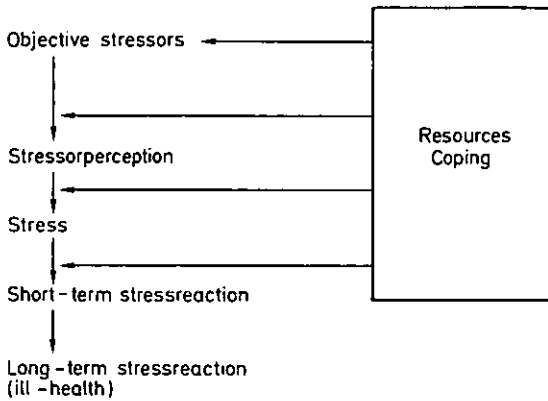 Objective stressors
Resources
Coping
Stressorperception
Stress
Short-term stressreaction
Long-term stressreaction
(ill-health)